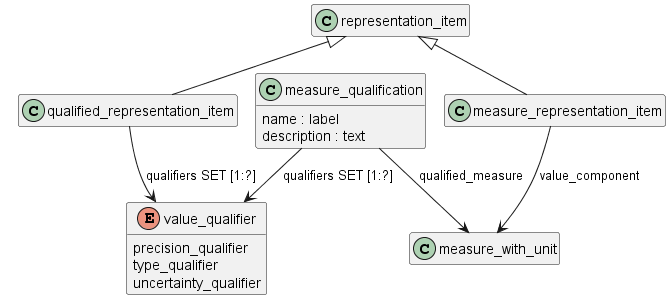 C representation_item
C qualified_representation_item
C measure_qualification
name : label
description : text
C measure_representation_item
qualifiers SET [1:?]
qualifiers SET [1:?]
qualified_measure
value_component
E value_qualifier
precision_qualifier
type_qualifier
uncertainty_qualifier
C measure_with_unit